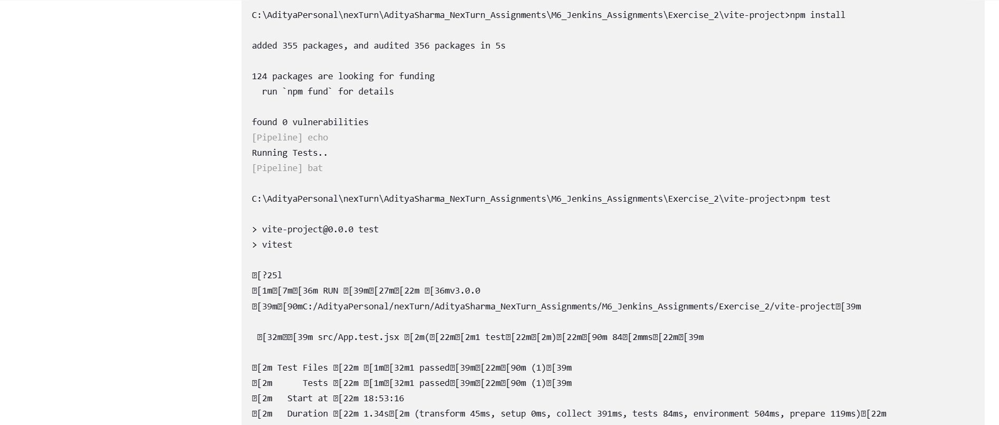 C:\AdityaPersonal\nexTurn\AdityaSharma_NexTurn_Assignments\M6_Jenkins_Assignments\Exercise_2\vite-project>npm install
added 355 packages, and audited 356 packages in 5s
124 packages are looking for funding
  run `npm fund` for details
found 0 vulnerabilities
[Pipeline] echo
Running Tests..
[Pipeline] bat
C:\AdityaPersonal\nexTurn\AdityaSharma_NexTurn_Assignments\M6_Jenkins_Assignments\Exercise_2\vite-project>npm test
> vite-project@0.0.0 test
> vitest
�[?25l
�[1m�[7m�[36m RUN �[39m�[27m�[22m �[36mv3.0.0
�[39m�[90mC:/AdityaPersonal/nexTurn/AdityaSharma_NexTurn_Assignments/M6_Jenkins_Assignments/Exercise_2/vite-project�[39m
 �[32m��[39m src/App.test.jsx �[2m(�[22m�[2m1 test�[22m�[2m)�[22m�[90m 84�[2mms�[22m�[39m
�[2m Test Files �[22m �[1m�[32m1 passed�[39m�[22m�[90m (1)�[39m
�[2m      Tests �[22m �[1m�[32m1 passed�[39m�[22m�[90m (1)�[39m
�[2m   Start at �[22m 18:53:16
�[2m   Duration �[22m 1.34s�[2m (transform 45ms, setup 0ms, collect 391ms, tests 84ms, environment 504ms, prepare 119ms)�[22m